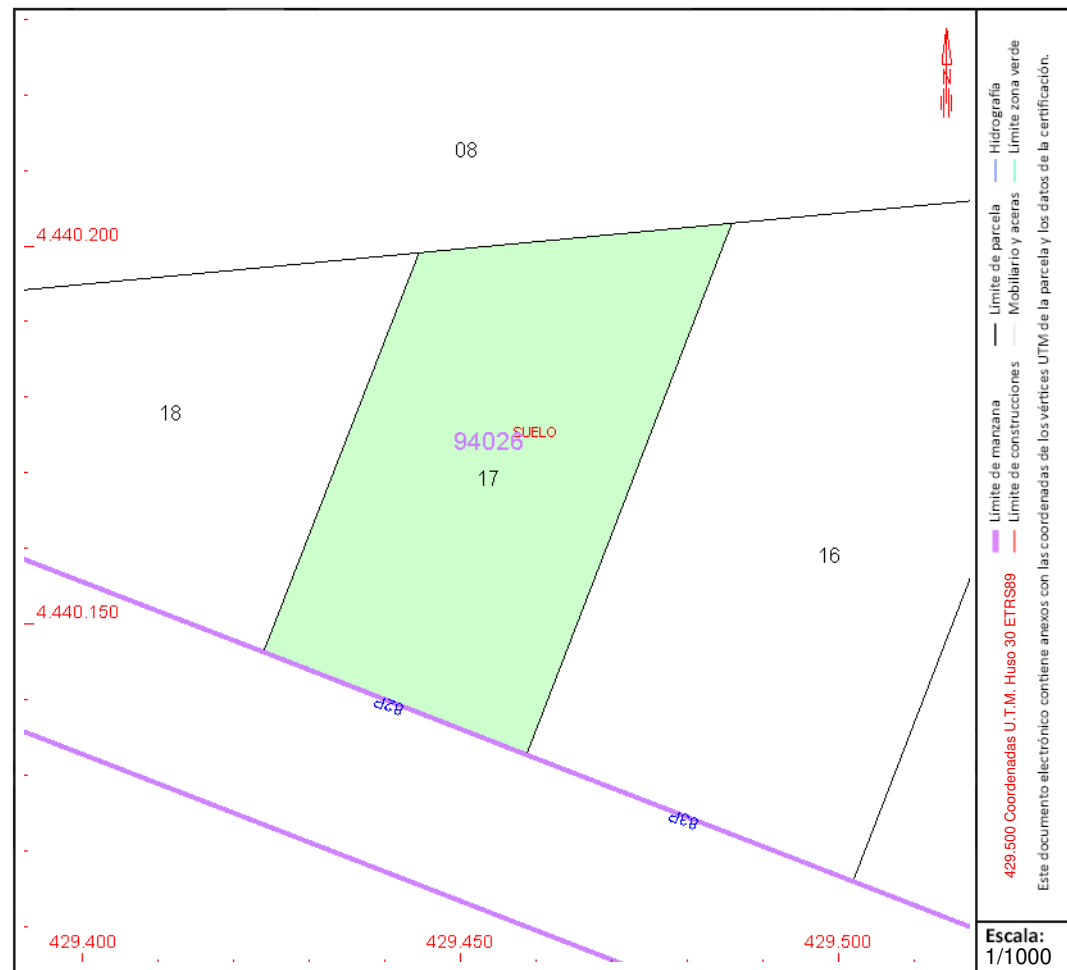 08
4.440.200
18
SUELO
94026
17
16
4.440.150
82P
83P
429.400
429.450
429.500
429.500 Coordenadas U.T.M. Huso 30 ETRS89
Límite de manzana
Límite de parcela
Hidrografía
Límite de construcciones
Mobiliario y aceras
Límite zona verde
Este documento electrónico contiene anexos con las coordenadas de los vértices UTM de la parcela y los datos de la certificación.
N
Escala:
1/1000